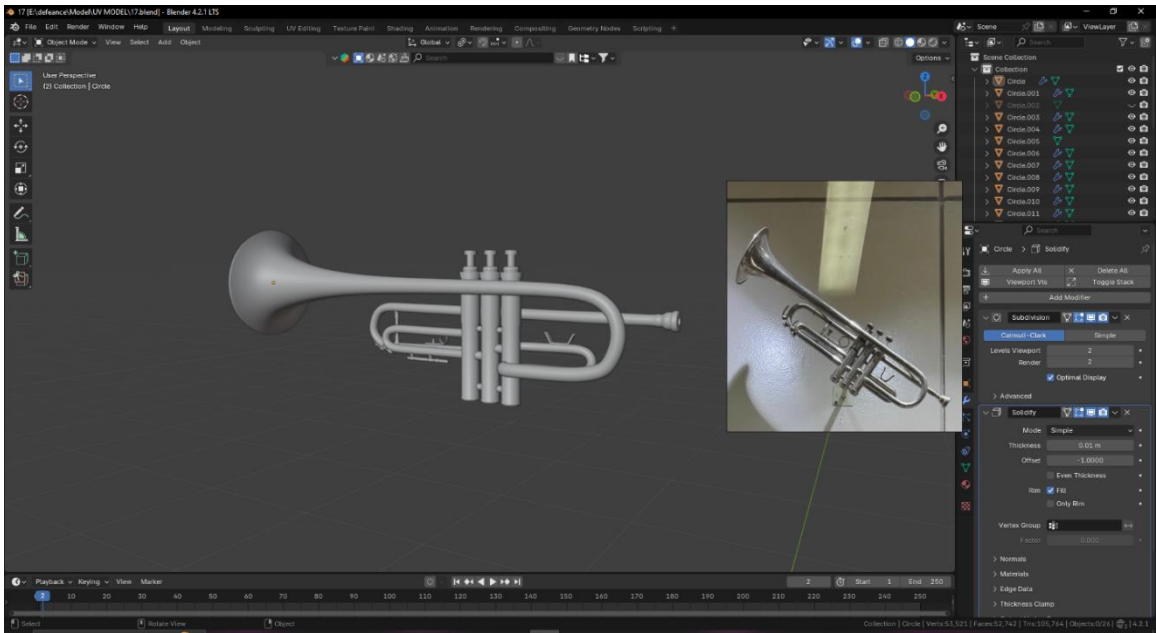 17 [E:\defeance\Model\UV MODEL\17.blend] - Blender 4.2.1 LTS
File Edit Render Window Help Layout Modeling Sculpting UV Editing Texture Paint Shading Animation Rendering Compositing Geometry Nodes Scripting + Scene ViewLayer
Object Mode View Select Add Object Global Search
Search Options
User Perspective
(2) Collection | Circle
Z
Scene Collection
Collection
Circle
Circle.001
Circle.002
Circle.003
Circle.004
Circle.005
Circle.006
Circle.007
Circle.008
Circle.009
Circle.010
Circle.011
Search
Circle > Solidify
Apply All Delete All
Viewport Vis Toggle Stack
Add Modifier
Subdivision
Catmull-Clark Simple
Levels Viewport 2
Render 2
Optimal Display
Advanced
Solidify
Mode Simple
Thickness 0.01 m
Offset -1.0000
Even Thickness
Rim Fill
Only Rim
Vertex Group
Factor 0.000
Normals
Materials
Edge Data
Thickness Clamp
Playback Keying View Marker 2 Start 1 End 250
2 10 20 30 40 50 60 70 80 90 100 110 120 130 140 150 160 170 180 190 200 210 220 230 240 250
Select Rotate View Object Collection | Circle | Verts:53,521 | Faces:52,742 | Tris:105,764 | Objects:0/26 | 4.2.1